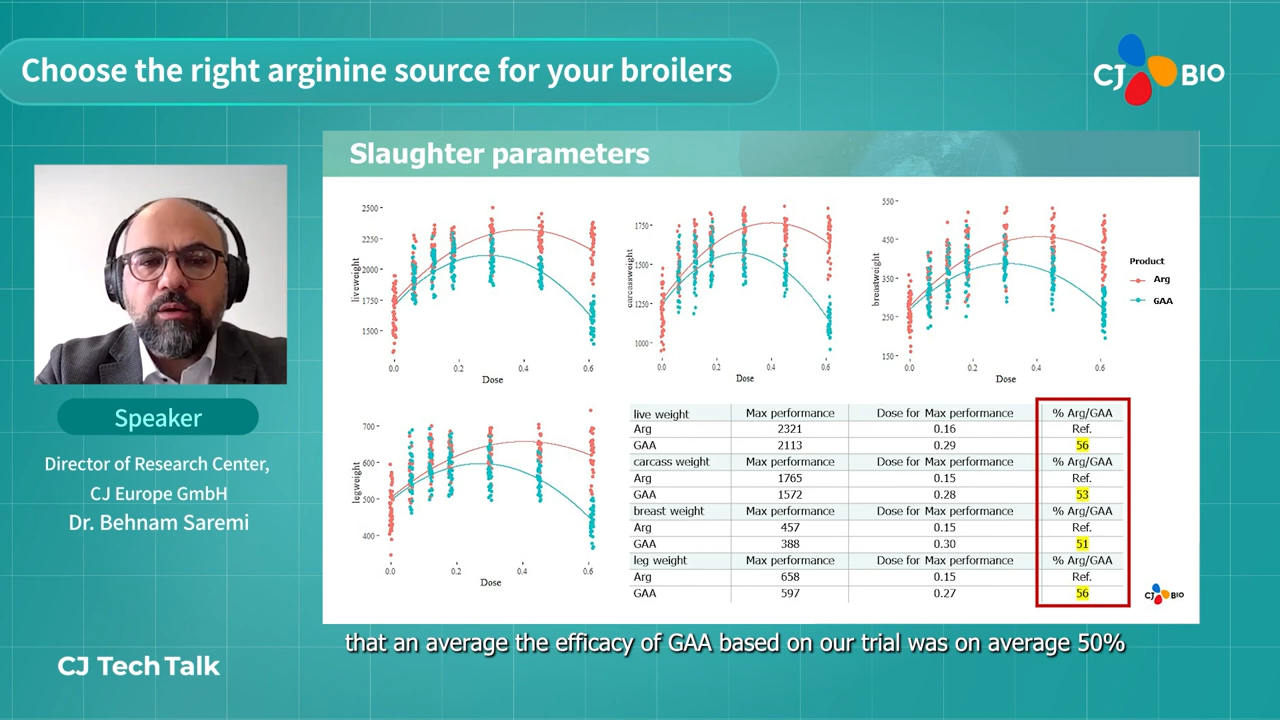 Choose the right arginine source for your broilers
CJ BIO
Slaughter parameters
liveweight
2500
2250
2000
1750
1500
0.0 0.2 0.4 0.6
Dose
carcassweight
1750
1500
1250
1000
0.0 0.2 0.4 0.6
Dose
breastweight
550
450
350
250
150
0.0 0.2 0.4 0.6
Dose
Product
Arg
GAA
legweight
700
600
500
400
0.0 0.2 0.4 0.6
Dose
live weight Max performance Dose for Max performance % Arg/GAA
Arg 2321 0.16 Ref.
GAA 2113 0.29 56
carcass weight Max performance Dose for Max performance % Arg/GAA
Arg 1765 0.15 Ref.
GAA 1572 0.28 53
breast weight Max performance Dose for Max performance % Arg/GAA
Arg 457 0.15 Ref.
GAA 388 0.30 51
leg weight Max performance Dose for Max performance % Arg/GAA
Arg 658 0.15 Ref.
GAA 597 0.27 56
CJ BIO
Speaker
Director of Research Center,
CJ Europe GmbH
Dr. Behnam Saremi
that an average the efficacy of GAA based on our trial was on average 50%
CJ Tech Talk